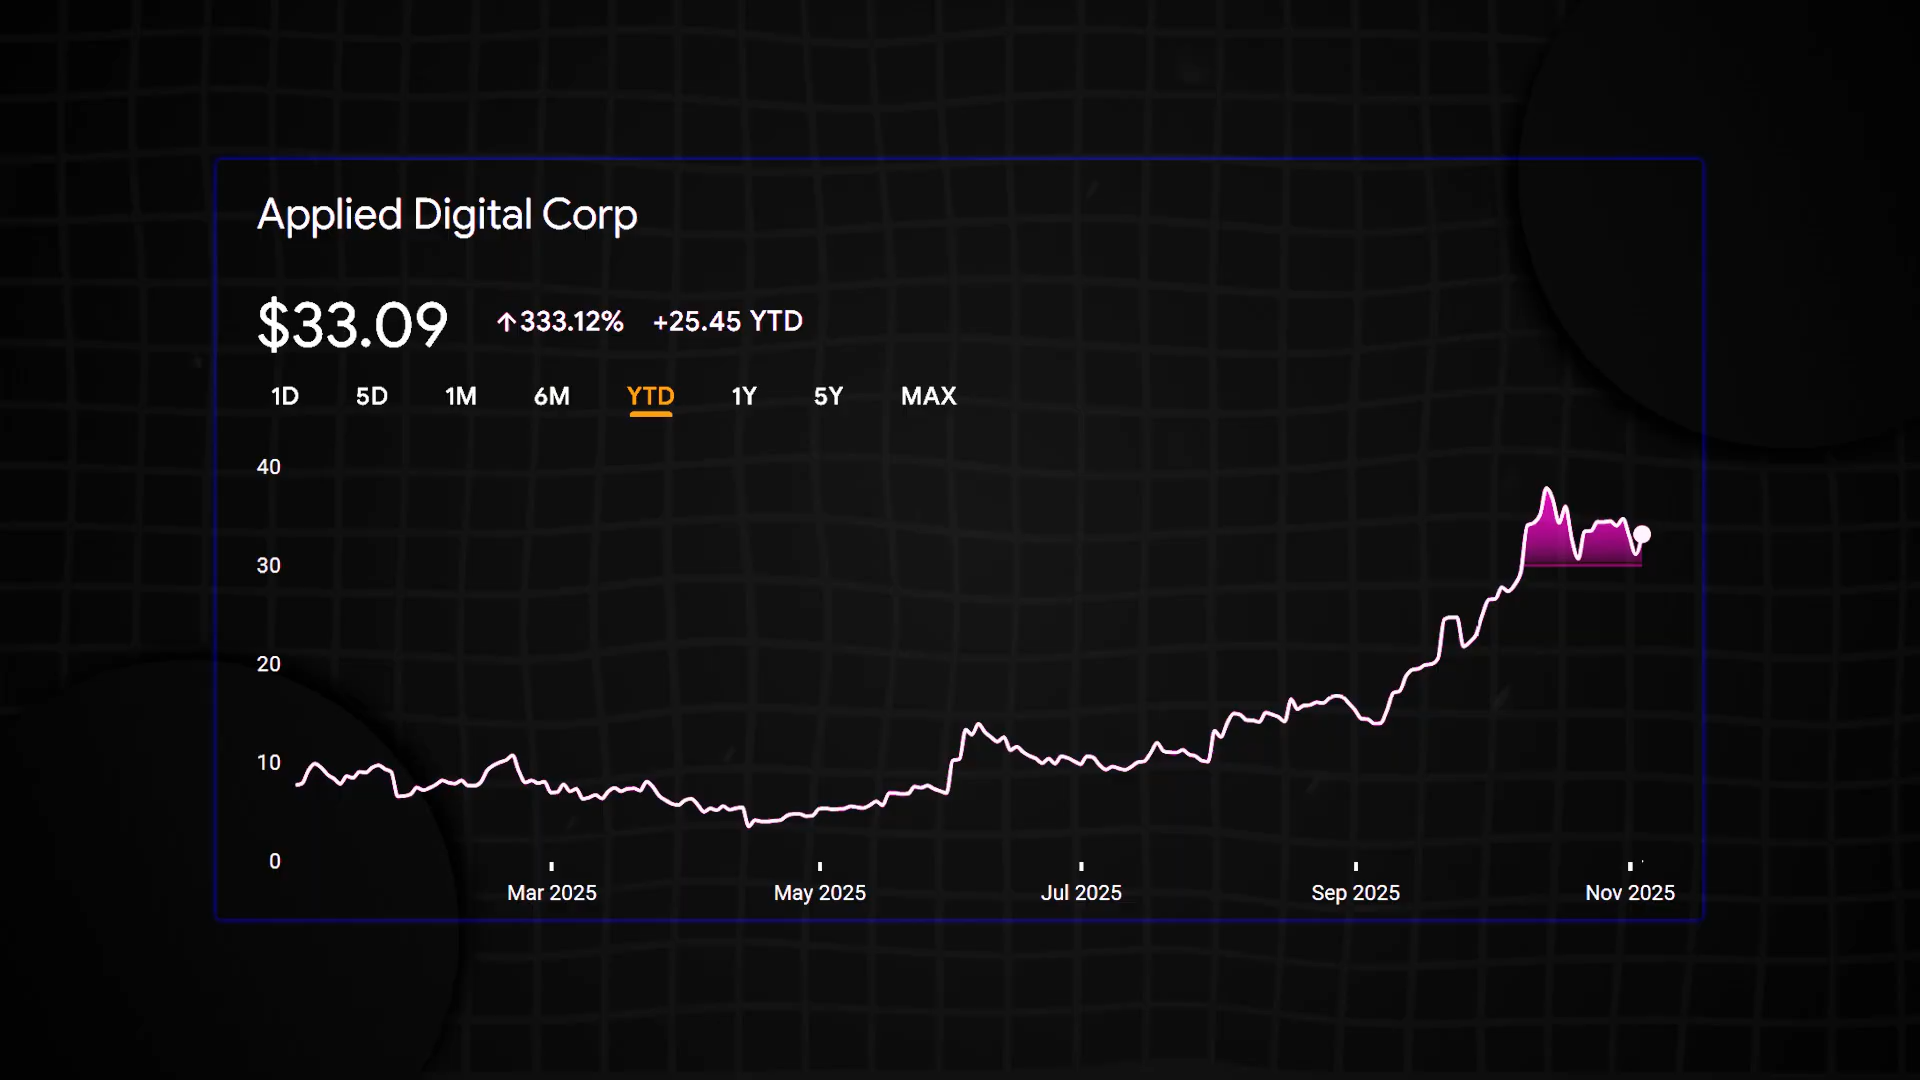 Applied Digital Corp
$33.09 ↑333.12% +25.45 YTD
1D 5D 1M 6M YTD 1Y 5Y MAX
40
30
20
10
0
Mar 2025 May 2025 Jul 2025 Sep 2025 Nov 2025